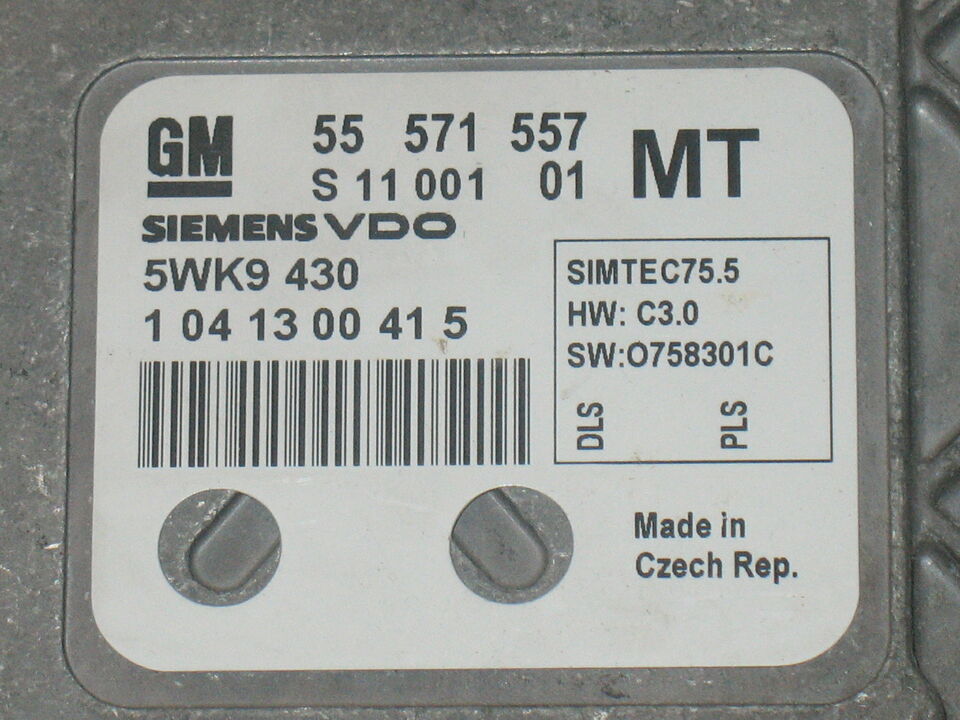 GM 55 571 557 MT
S 11 001 01
SIEMENS VDO
5WK9 430
1 04 13 00 41 5
SIMTEC75.5
HW: C3.0
SW:O758301C
DLS PLS
Made in
Czech Rep.